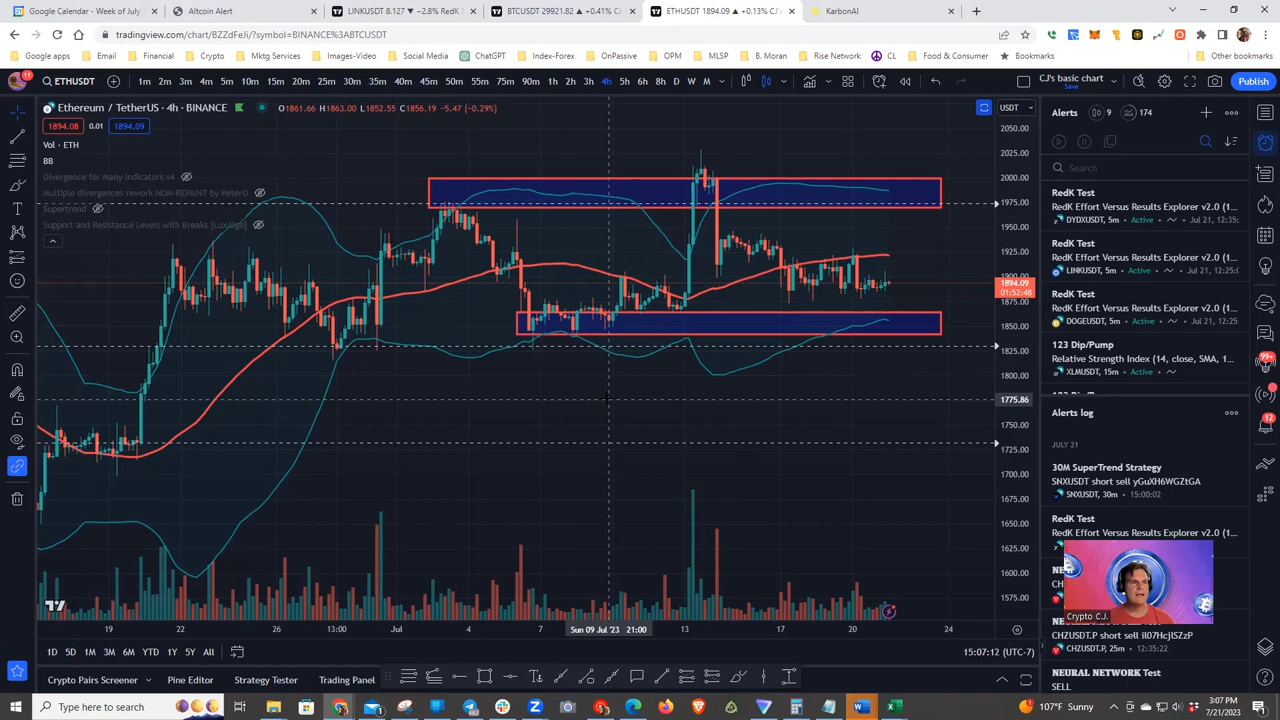 Google Calendar - Week of July
Altcoin Alert
LINKUSDT 8.127 ▼ −2.8% RedK
BTCUSDT 29921.82 ▲ +0.41% CJ's
ETHUSDT 1894.09 ▲ +0.13% CJ's
KarbonAI
tradingview.com/chart/BZZdFeJi/?symbol=BINANCE%3ABTCUSDT
Google apps
Email
Financial
Crypto
Mktg Services
Images-Video
Social Media
ChatGPT
Index-Forex
OnPassive
OPM
MLSP
B. Moran
Rise Network
CL
Food & Consumer
Bookmarks
Other bookmarks
11
ETHUSDT
1m 2m 3m 4m 5m 10m 15m 20m 25m 30m 35m 40m 45m 50m 55m 75m 90m 1h 2h 3h 4h 5h 6h 8h D W M
CJ's basic chart
Save
Publish
Ethereum / TetherUS · 4h · BINANCE
O1861.66 H1863.00 L1852.55 C1856.19 −5.47 (−0.29%)
USDT
1894.08 0.01 1894.09
Vol · ETH
BB
Divergence for Many Indicators v4
Multiple divergences rework NON-REPAINT by PeterO
Supertrend
Support and Resistance Levels with Breaks [LuxAlgo]
2050.00
2025.00
2000.00
1975.00
1950.00
1925.00
1900.00
1894.09
01:52:48
1875.00
1850.00
1825.00
1800.00
1775.86
1750.00
1725.00
1700.00
1675.00
1650.00
1625.00
1600.00
1575.00
19 22 26 13:00 Jul 4 7 Sun 09 Jul '23 21:00 13 17 20 24
1D 5D 1M 3M 6M YTD 1Y 5Y All
15:07:12 (UTC-7)
Crypto Pairs Screener
Pine Editor
Strategy Tester
Trading Panel
Alerts
9
174
Search
RedK Test
RedK Effort Versus Results Explorer v2.0 (1...
DYDXUSDT, 5m • Active
Jul 21, 12:35:
RedK Test
RedK Effort Versus Results Explorer v2.0 (1...
LINKUSDT, 5m • Active
Jul 21, 12:25:(
RedK Test
RedK Effort Versus Results Explorer v2.0 (1...
DOGEUSDT, 5m • Active
Jul 21, 12:25
123 Dip/Pump
Relative Strength Index (14, close, SMA, 1...
XLMUSDT, 15m • Active
Alerts log
JULY 21
30M SuperTrend Strategy
SNXUSDT short sell yGuXH6WGZtGA
SNXUSDT, 30m • 15:00:02
RedK Test
RedK Effort Versus Results Explorer v2.0 (1...
CHZUSDT.P short sell il07HcjlSZzP
CHZUSDT.P, 25m • 12:35:22
NEURAL NETWORK Test
SELL
Crypto C.J.
99+
12
Type here to search
107°F Sunny
3:07 PM
7/21/2023